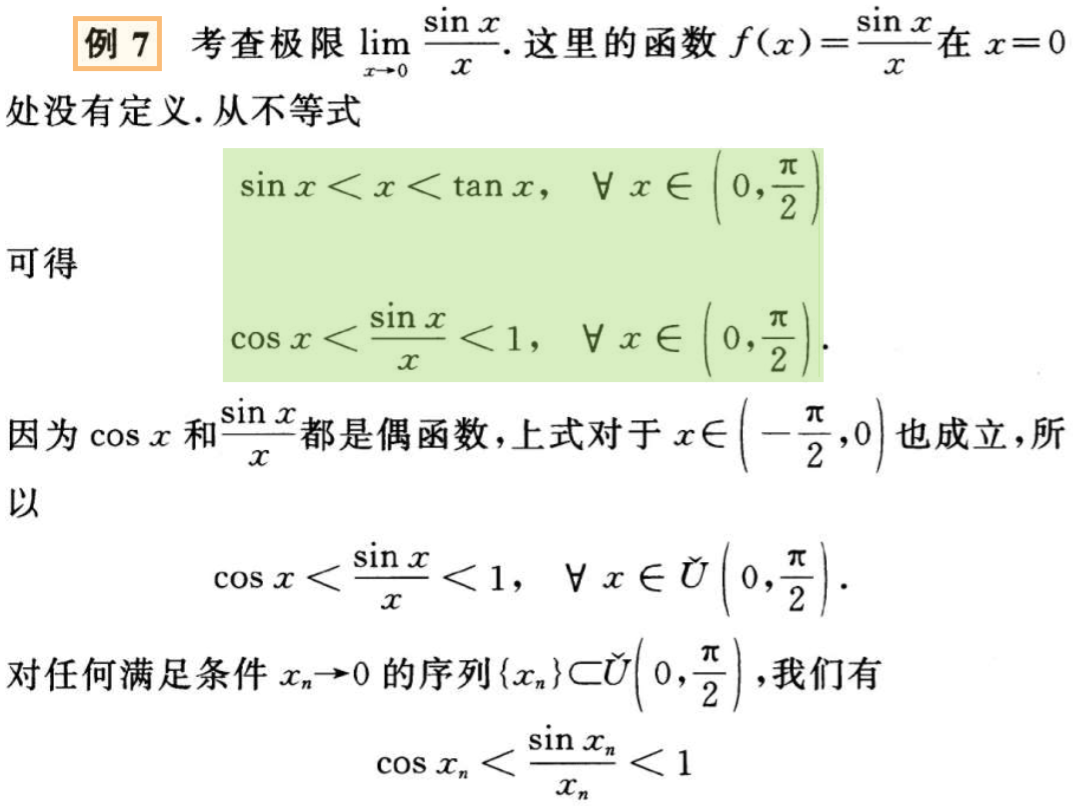 例 7 考查极限 $\lim_{x \to 0} \frac{\sin x}{x}$. 这里的函数 $f(x)=\frac{\sin x}{x}$ 在 $x=0$
处没有定义. 从不等式
$\sin x < x < \tan x, \quad \forall x \in \left(0, \frac{\pi}{2}\right)$
可得
$\cos x < \frac{\sin x}{x} < 1, \quad \forall x \in \left(0, \frac{\pi}{2}\right).$
因为 $\cos x$ 和 $\frac{\sin x}{x}$ 都是偶函数, 上式对于 $x \in \left(-\frac{\pi}{2}, 0\right)$ 也成立, 所
以
$\cos x < \frac{\sin x}{x} < 1, \quad \forall x \in \check{U}\left(0, \frac{\pi}{2}\right).$
对任何满足条件 $x_n \to 0$ 的序列 $\{x_n\} \subset \check{U}\left(0, \frac{\pi}{2}\right)$, 我们有
$\cos x_n < \frac{\sin x_n}{x_n} < 1$